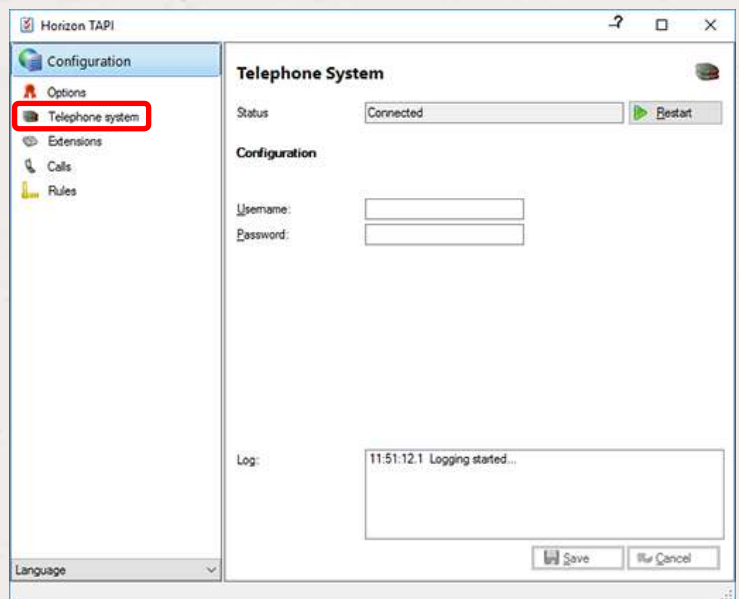 Horizon TAPI
Configuration
Options
Telephone system
Extensions
Calls
Rules
Language
Telephone System
Status
Connected
Restart
Configuration
Username:
Password:
Log:
11:51:12.1 Logging started...
Save
Cancel